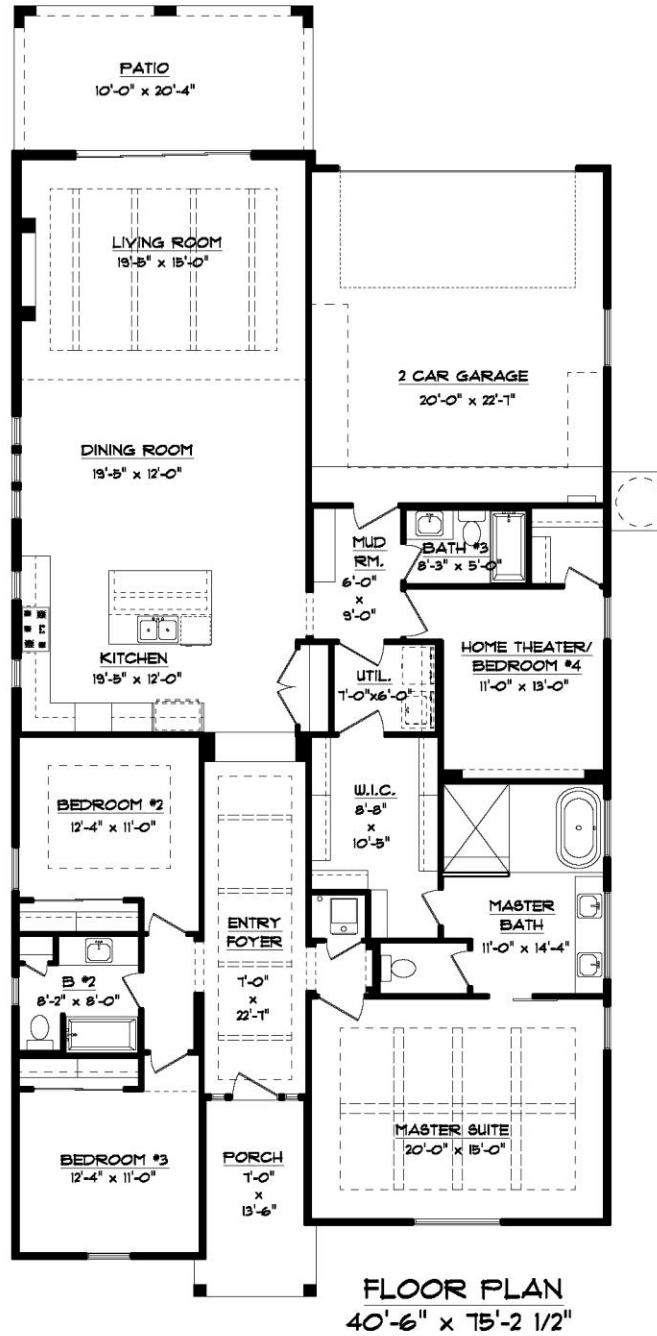 PATIO
10'-0" x 20'-4"
LIVING ROOM
19'-5" x 15'-0"
2 CAR GARAGE
20'-0" x 22'-7"
DINING ROOM
19'-5" x 12'-0"
MUD
RM.
6'-0"
x
9'-0"
BATH #3
8'-3" x 5'-0"
KITCHEN
19'-5" x 12'-0"
UTIL.
7'-0"x6'-0"
HOME THEATER/
BEDROOM #4
11'-0" x 13'-0"
BEDROOM #2
12'-4" x 11'-0"
W.I.C.
8'-8"
x
10'-5"
ENTRY
FOYER
7'-0"
x
22'-7"
MASTER
BATH
11'-0" x 14'-4"
B #2
8'-2" x 8'-0"
MASTER SUITE
20'-0" x 15'-0"
BEDROOM #3
12'-4" x 11'-0"
PORCH
7'-0"
x
13'-6"
FLOOR PLAN
40'-6" x 75'-2 1/2"